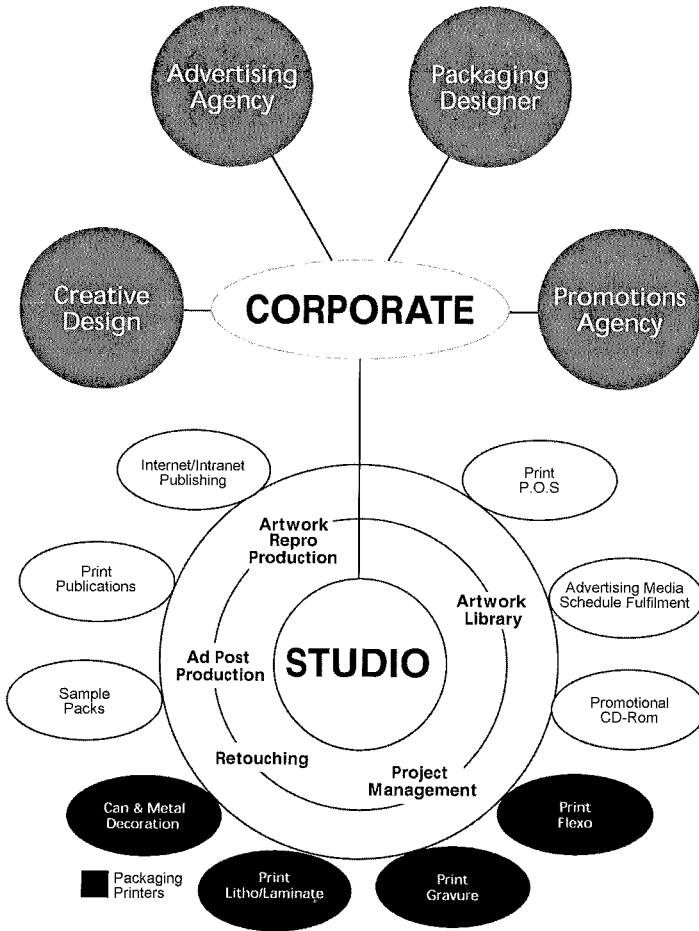 Advertising
Agency
Packaging
Designer
Creative
Design
CORPORATE
Promotions
Agency
Internet/Intranet
Publishing
Print
P.O.S
Artwork
Repro
Production
Print
Publications
Artwork
Library
Advertising Media
Schedule Fulfilment
Ad Post
Production
STUDIO
Sample
Packs
Promotional
CD-Rom
Retouching
Project
Management
Can & Metal
Decoration
Print
Flexo
Packaging
Printers
Print
Litho/Laminate
Print
Gravure